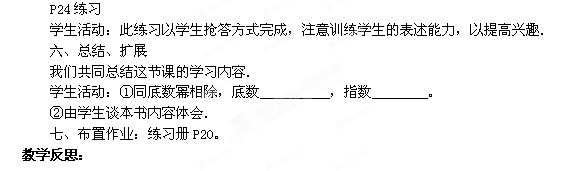 P24 练习
学生活动：此练习以学生抢答方式完成，注意训练学生的表述能力，以提高兴趣．
六、总结、扩展
我们共同总结这节课的学习内容．
学生活动：①同底数幂相除，底数__________，指数________。
②由学生谈本书内容体会．
七、布置作业：练习册 P20。
教学反思：